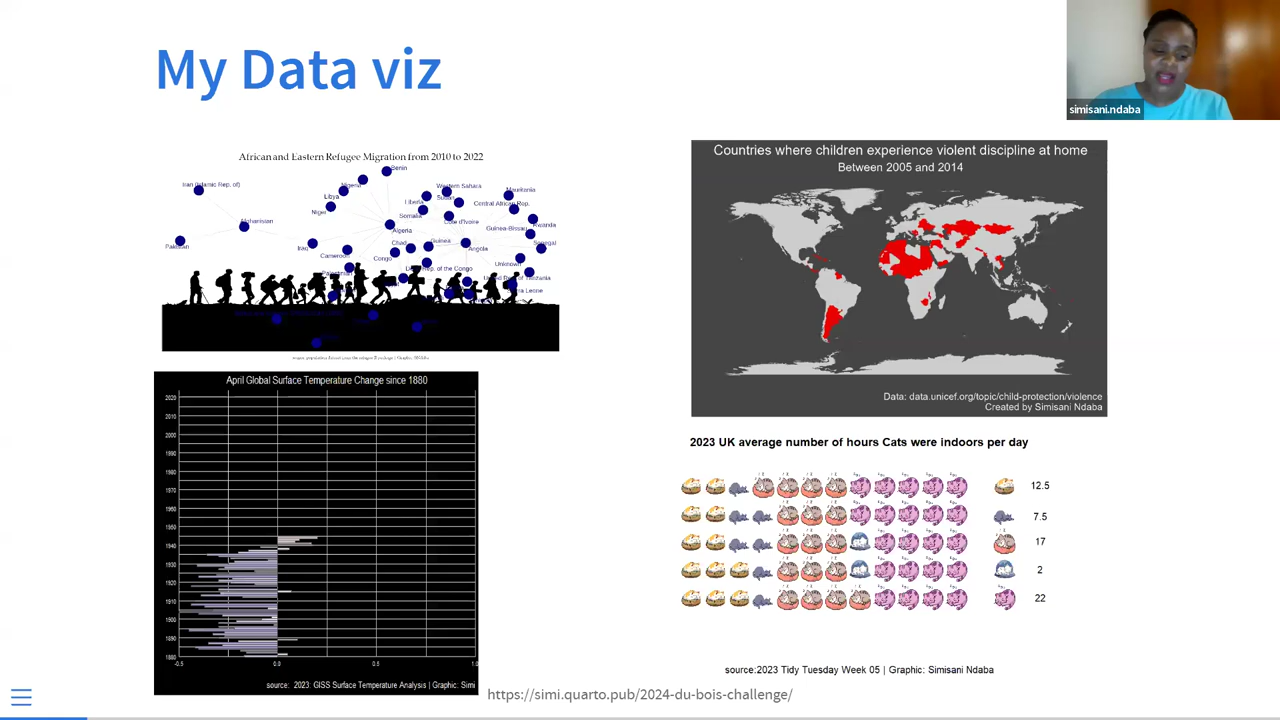 My Data viz
simisani.ndaba
African and Eastern Refugee Migration from 2010 to 2022
Benin
Iran (Islamic Rep. of)
Nigeria
Libya
Niger
Western Sahara
Mauritania
Liberia
Sudan
Central African Rep.
Somalia
Afghanistan
Algeria
Côte d'Ivoire
Rwanda
Guinea-Bissau
Pakistan
Iraq
Cameroon
Chad
Guinea
Angola
Senegal
Congo
Unknown
Rep. of the Congo
Tanzania
Leone
Countries where children experience violent discipline at home
Between 2005 and 2014
Data: data.unicef.org/topic/child-protection/violence
Created by Simisani Ndaba
April Global Surface Temperature Change since 1880
2020
2010
2000
1990
1980
1970
1960
1950
1940
1930
1920
1910
1900
1890
1880
-0.5
0.0
0.5
1.0
source: 2023: GISS Surface Temperature Analysis | Graphic: Simi
2023 UK average number of hours Cats were indoors per day
12.5
7.5
17
2
22
source:2023 Tidy Tuesday Week 05 | Graphic: Simisani Ndaba
https://simi.quarto.pub/2024-du-bois-challenge/